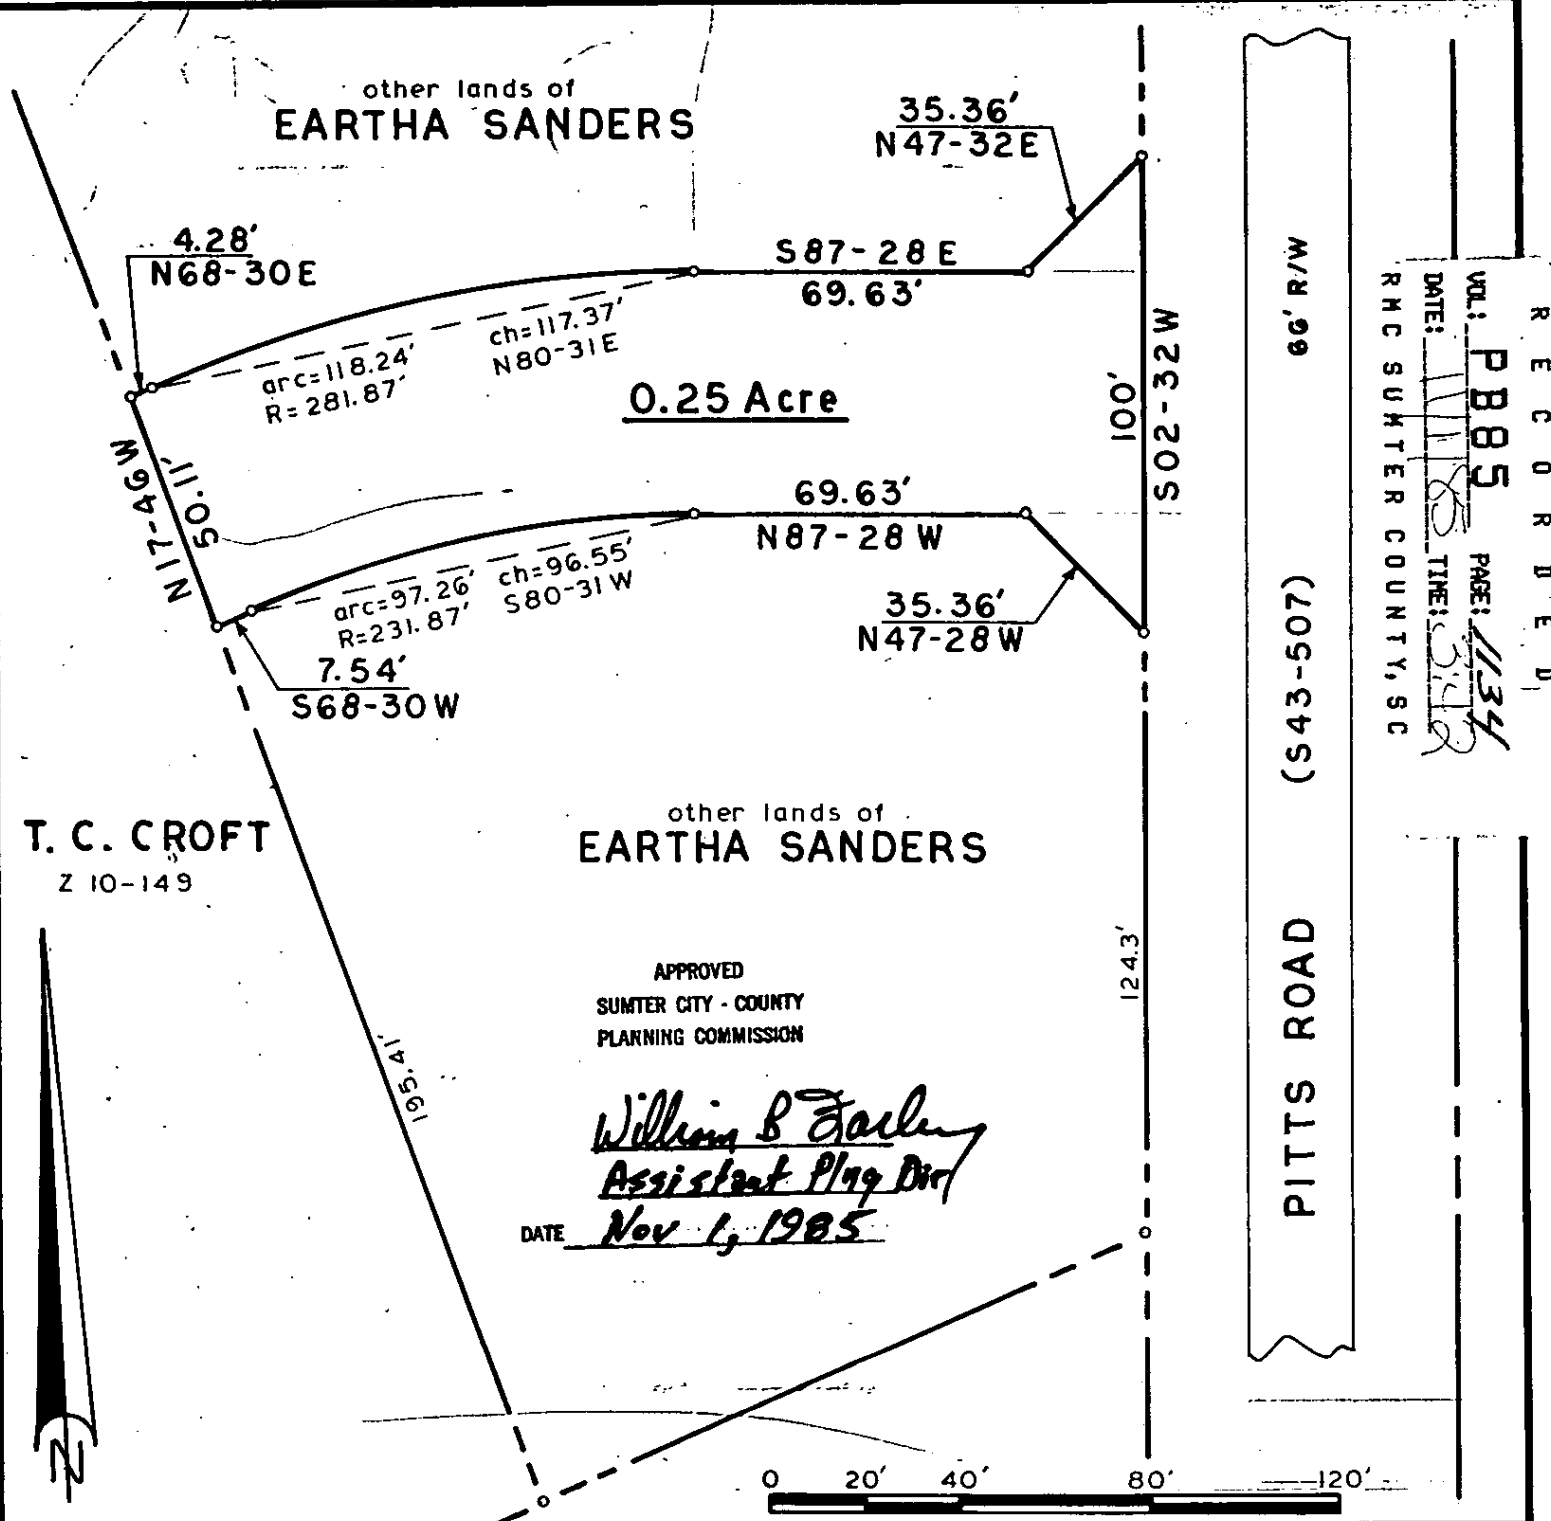 other lands of
EARTHA SANDERS
35.36'
N47-32E
4.28'
N68-30E
S87-28E
69.63'
arc=118.24'
R=281.87'
ch=117.37'
N80-31E
0.25 Acre
100'
S02-32W
N17-46W
50.11'
69.63'
N87-28W
arc=97.26'
R=231.87'
ch=96.55'
S80-31W
35.36'
N47-28W
7.54'
S68-30W
66' R/W
(S43-507)
PITTS ROAD
RECORDED
VOL: PB85 PAGE: 1134
DATE: TIME: 3:42
RMC SUMTER COUNTY, SC
T. C. CROFT
Z 10-149
other lands of
EARTHA SANDERS
124.3'
195.41'
APPROVED
SUMTER CITY - COUNTY
PLANNING COMMISSION
William B
Assistant Plng Dir
DATE Nov 1, 1985
N
0 20' 40' 80' 120'